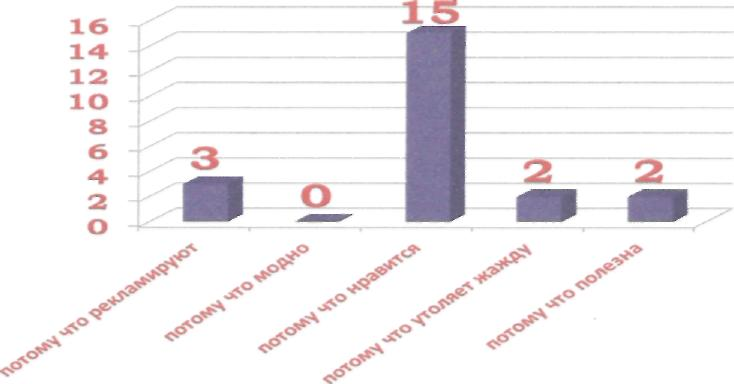 16
14
12
10
8
6
4
2
0
3
0
15
2
2
потому что рекламируют
потому что модно
потому что нравится
потому что утоляет жажду
потому что полезна